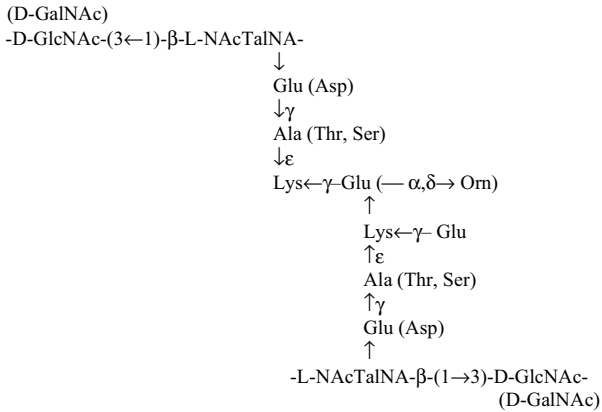 (D-GalNAc)
-D-GlcNAc-(3←1)-β-L-NAcTalNA-
↓
Glu (Asp)
↓γ
Ala (Thr, Ser)
↓ε
Lys←γ–Glu (— α,δ→ Orn)
↑
Lys←γ– Glu
↑ε
Ala (Thr, Ser)
↑γ
Glu (Asp)
↑
-L-NAcTalNA-β-(1→3)-D-GlcNAc-
(D-GalNAc)